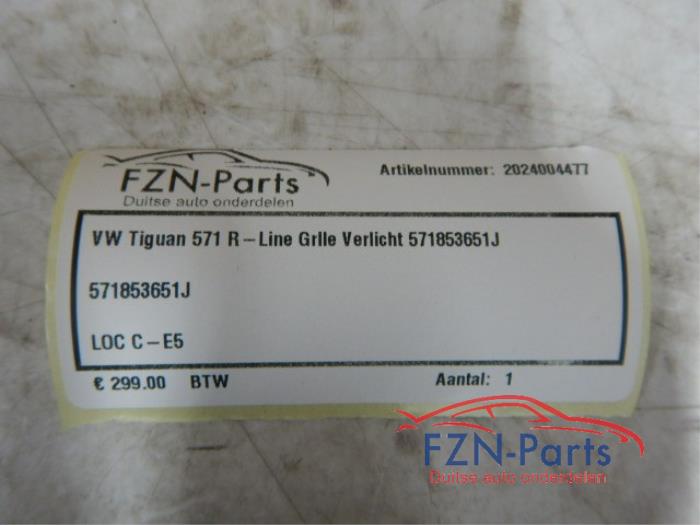 FZN-Parts
Duitse auto onderdelen
Artikelnummer: 2024004477
VW Tiguan 571 R-Line Grlle Verlicht 571853651J
571853651J
LOC C-E5
€ 299.00 BTW
Aantal: 1
FZN-Parts
Duitse auto onderdelen